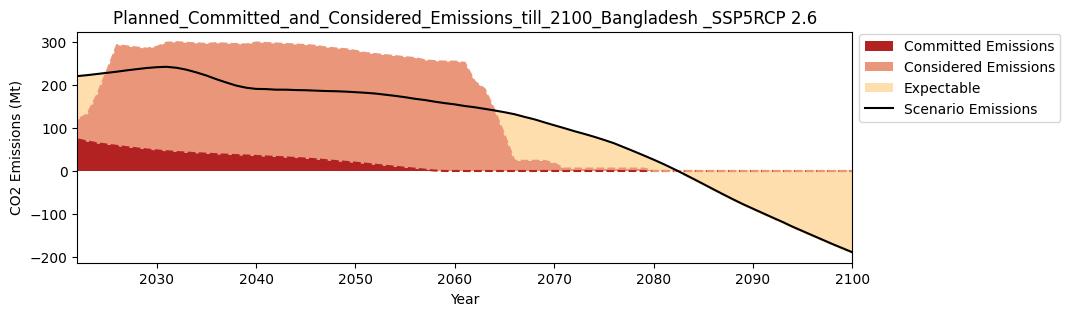 Planned_Committed_and_Considered_Emissions_till_2100_Bangladesh _SSP5RCP 2.6
300
200
100
0
−100
−200
CO2 Emissions (Mt)
2030 2040 2050 2060 2070 2080 2090 2100
Year
Committed Emissions
Considered Emissions
Expectable
Scenario Emissions